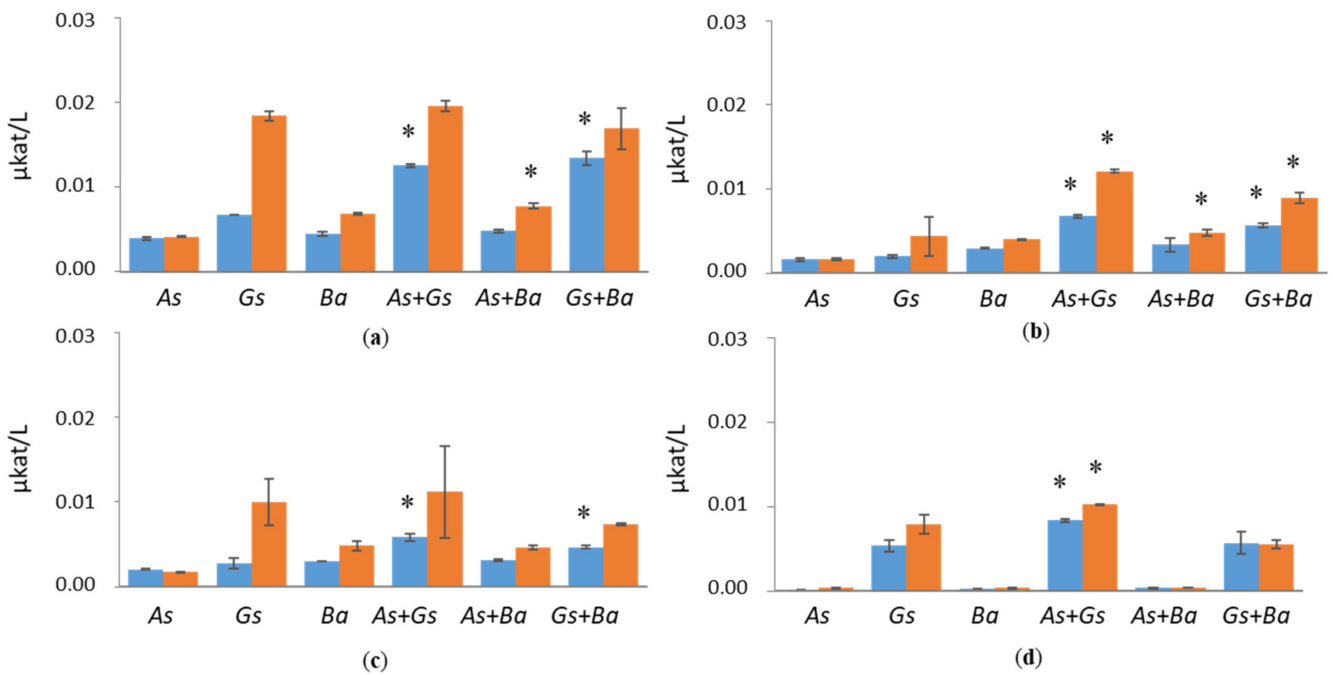 0.03
0.02
0.01
0.00
µkat/L
* * *
As Gs Ba As+Gs As+Ba Gs+Ba
(a)
0.03
0.02
0.01
0.00
µkat/L
* * * * *
As Gs Ba As+Gs As+Ba Gs+Ba
(b)
0.03
0.02
0.01
0.00
µkat/L
* *
As Gs Ba As+Gs As+Ba Gs+Ba
(c)
0.03
0.02
0.01
0.00
µkat/L
* *
As Gs Ba As+Gs As+Ba Gs+Ba
(d)